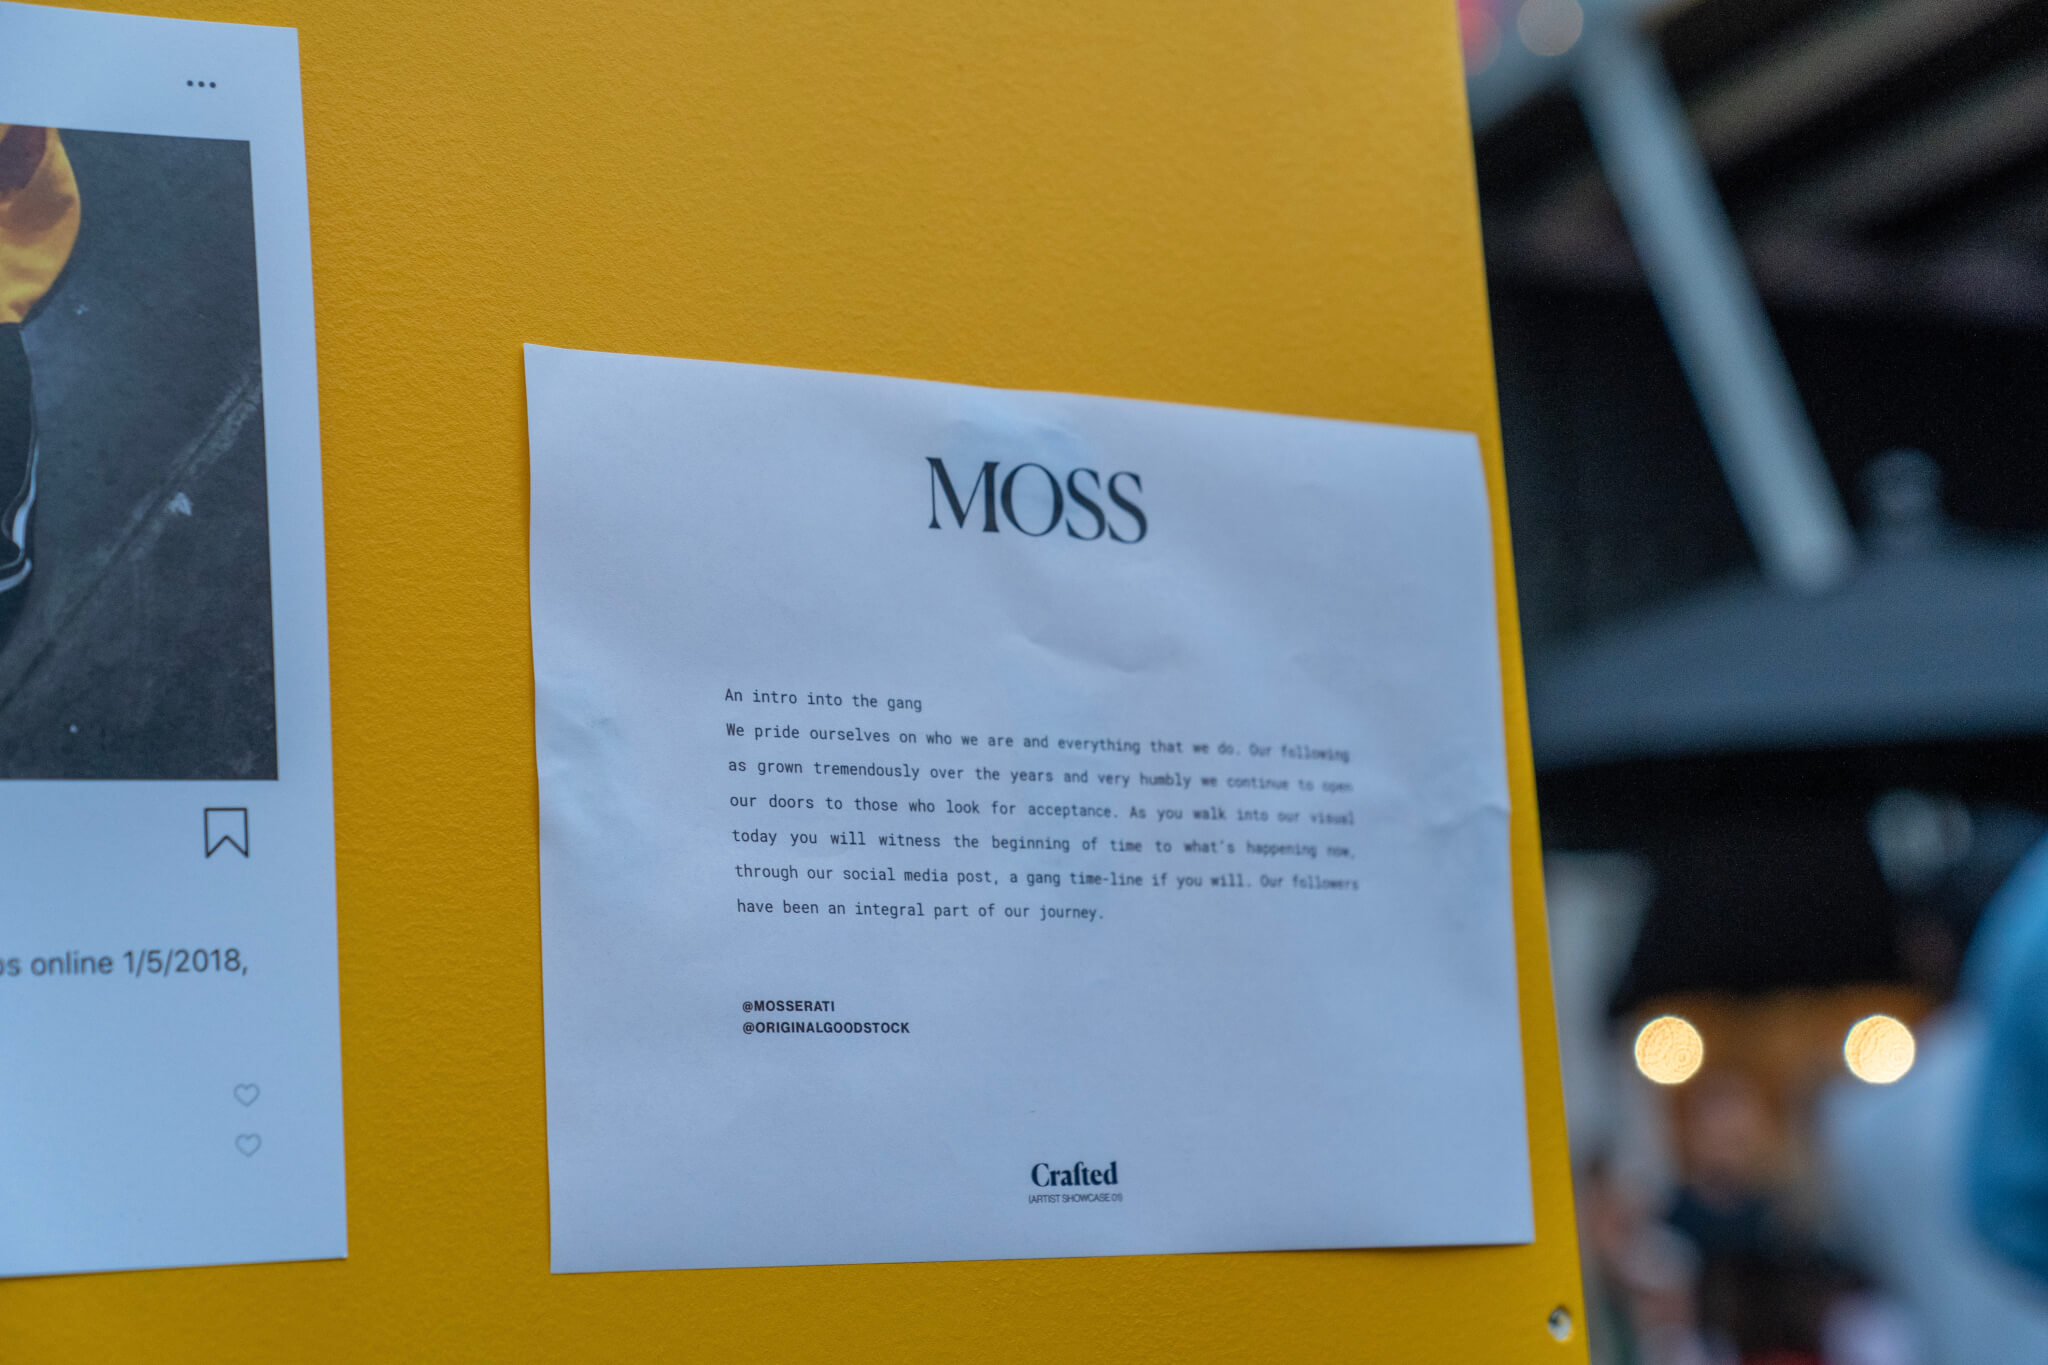 •••
os online 1/5/2018,
MOSS
An intro into the gang
We pride ourselves on who we are and everything that we do. Our following
as grown tremendously over the years and very humbly we continue to open
our doors to those who look for acceptance. As you walk into our visual
today you will witness the beginning of time to what's happening now,
through our social media post, a gang time-line if you will. Our followers
have been an integral part of our journey.
@MOSSERATI
@ORIGINALGOODSTOCK
Crafted
(ARTIST SHOWCASE 01)